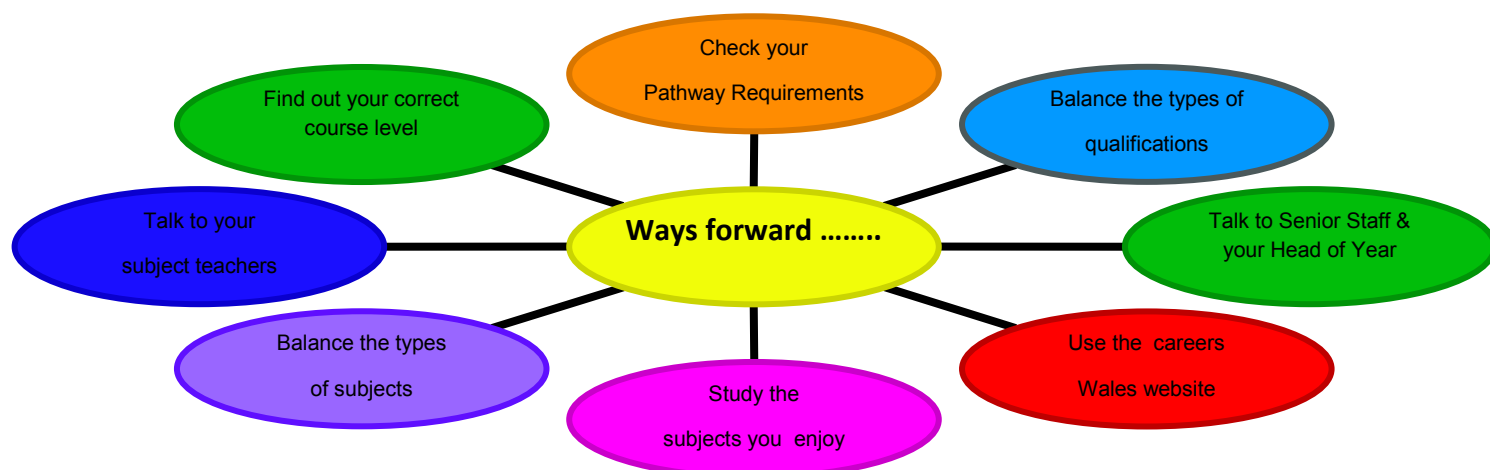 Check your
Pathway Requirements
Find out your correct
course level
Balance the types of
qualifications
Talk to your
subject teachers
Ways forward ……..
Talk to Senior Staff &
your Head of Year
Balance the types
of subjects
Study the
subjects you  enjoy
Use the  careers
Wales website